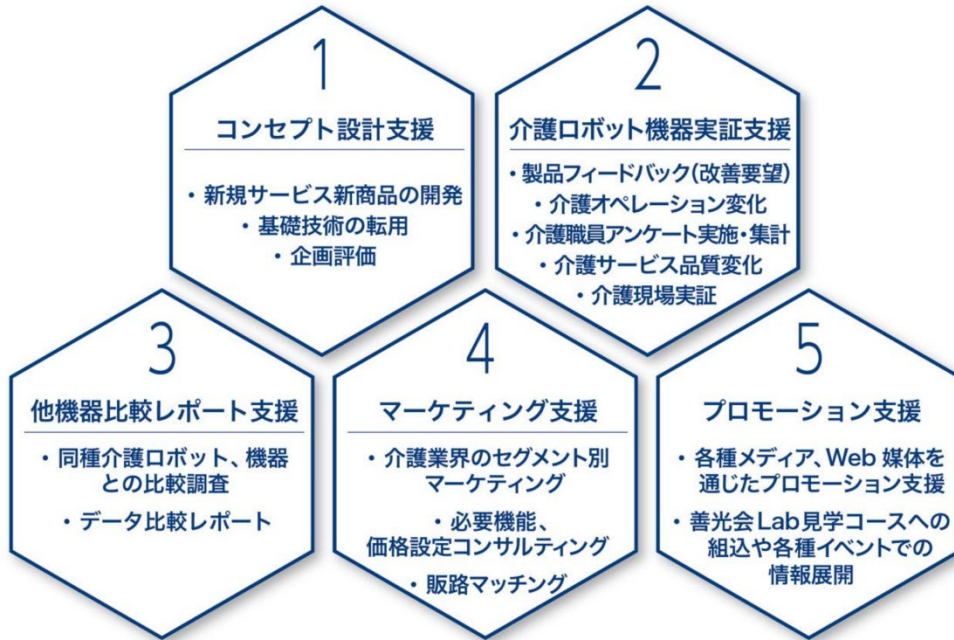 1
コンセプト設計支援
・新規サービス新商品の開発
・基礎技術の転用
・企画評価
2
介護ロボット機器実証支援
・製品フィードバック(改善要望)
・介護オペレーション変化
・介護職員アンケート実施・集計
・介護サービス品質変化
・介護現場実証
3
他機器比較レポート支援
・同種介護ロボット、機器
との比較調査
・データ比較レポート
4
マーケティング支援
・介護業界のセグメント別
マーケティング
・必要機能、
価格設定コンサルティング
・販路マッチング
5
プロモーション支援
・各種メディア、Web 媒体を
通じたプロモーション支援
・善光会Lab見学コースへの
組込や各種イベントでの
情報展開